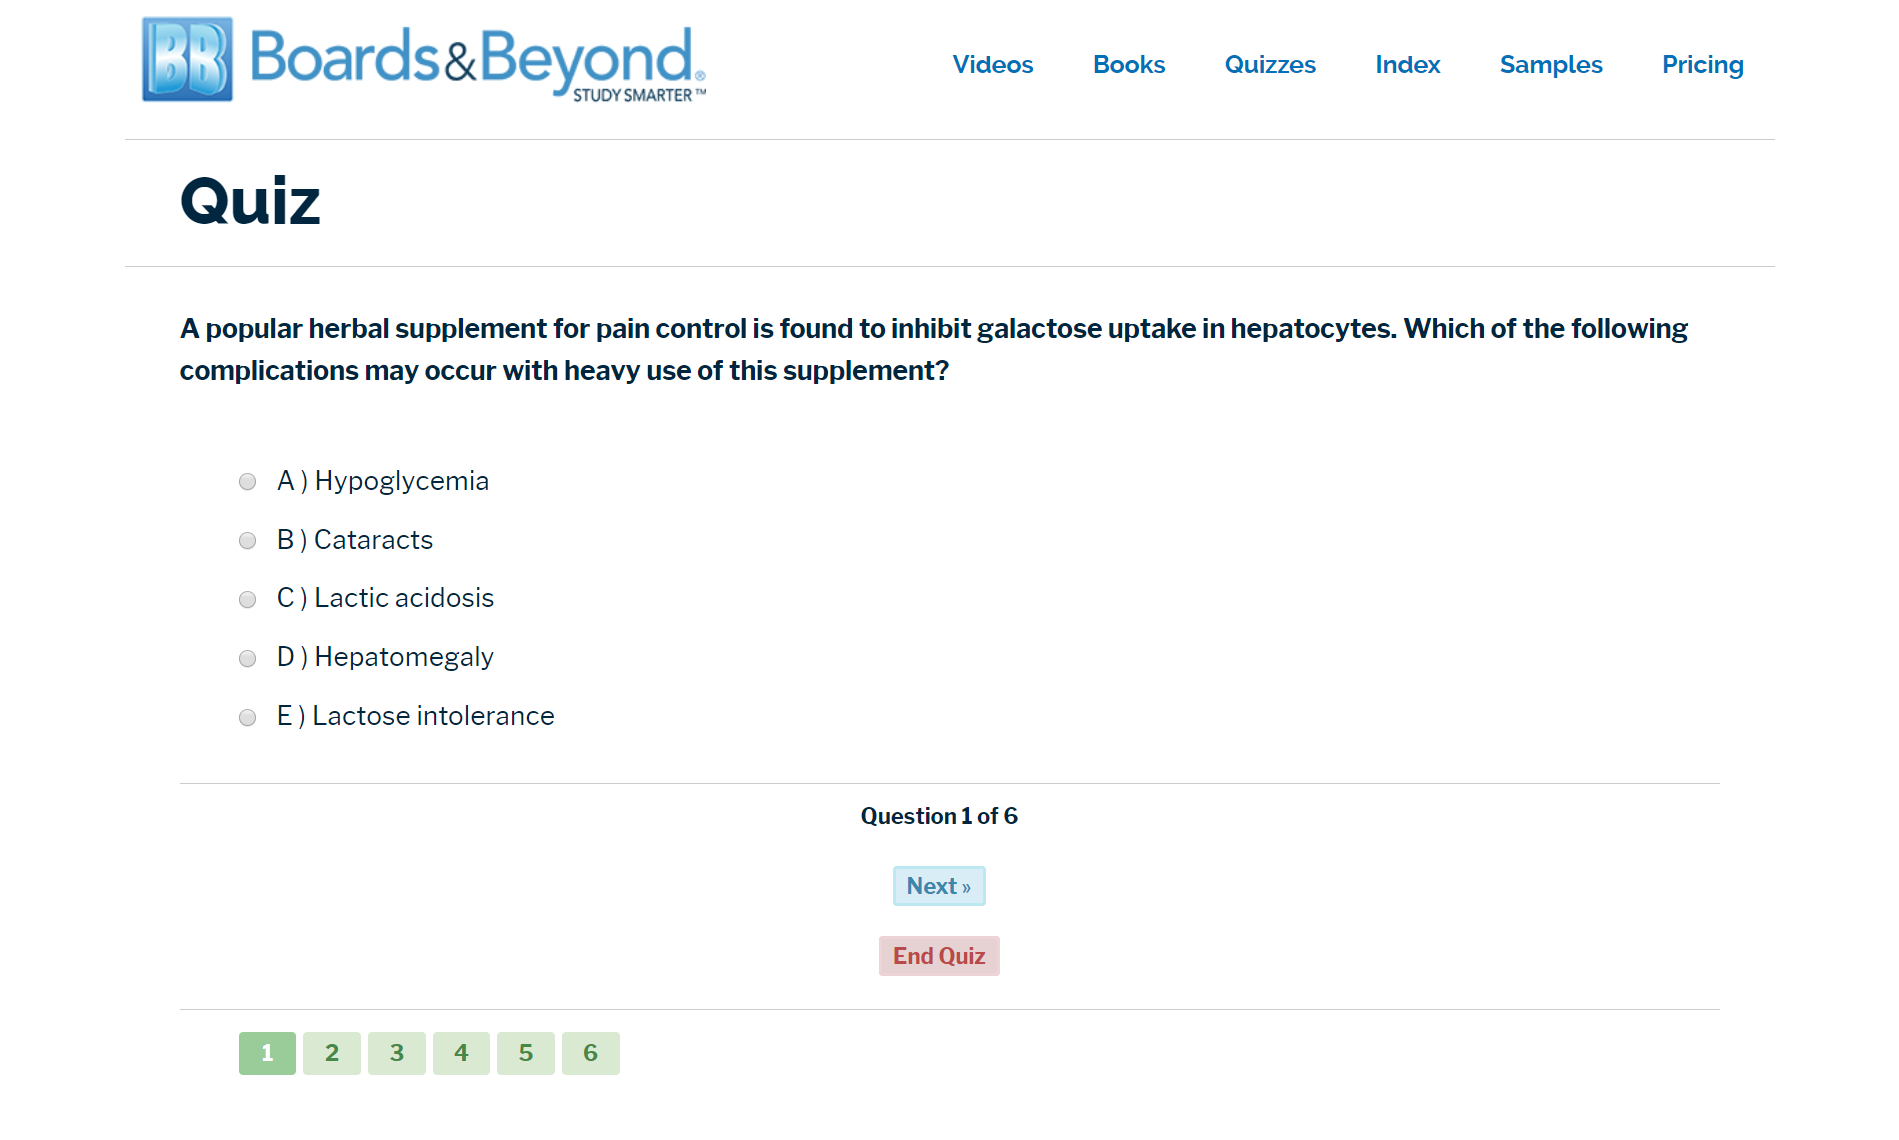 BB Boards&Beyond®
STUDY SMARTER™
Videos Books Quizzes Index Samples Pricing
Quiz
A popular herbal supplement for pain control is found to inhibit galactose uptake in hepatocytes. Which of the following
complications may occur with heavy use of this supplement?
A ) Hypoglycemia
B ) Cataracts
C ) Lactic acidosis
D ) Hepatomegaly
E ) Lactose intolerance
Question 1 of 6
Next »
End Quiz
1 2 3 4 5 6